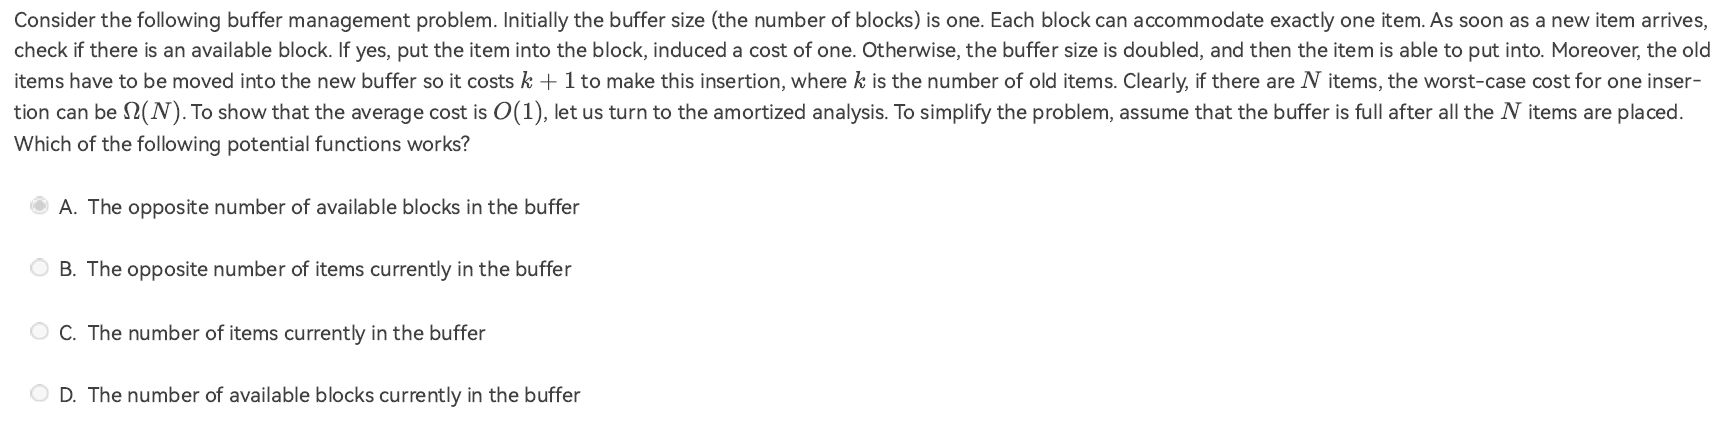 Consider the following buffer management problem. Initially the buffer size (the number of blocks) is one. Each block can accommodate exactly one item. As soon as a new item arrives,
check if there is an available block. If yes, put the item into the block, induced a cost of one. Otherwise, the buffer size is doubled, and then the item is able to put into. Moreover, the old
items have to be moved into the new buffer so it costs k + 1 to make this insertion, where k is the number of old items. Clearly, if there are N items, the worst-case cost for one inser-
tion can be Ω(N). To show that the average cost is O(1), let us turn to the amortized analysis. To simplify the problem, assume that the buffer is full after all the N items are placed.
Which of the following potential functions works?
A. The opposite number of available blocks in the buffer
B. The opposite number of items currently in the buffer
C. The number of items currently in the buffer
D. The number of available blocks currently in the buffer